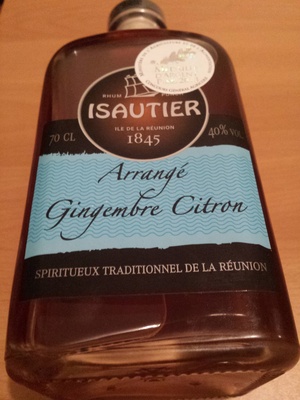 RHUM
ISAUTIER
ILE DE LA RÉUNION
1845
70 CL
40% VOL
Arrangé
Gingembre Citron
SPIRITUEUX TRADITIONNEL DE LA RÉUNION